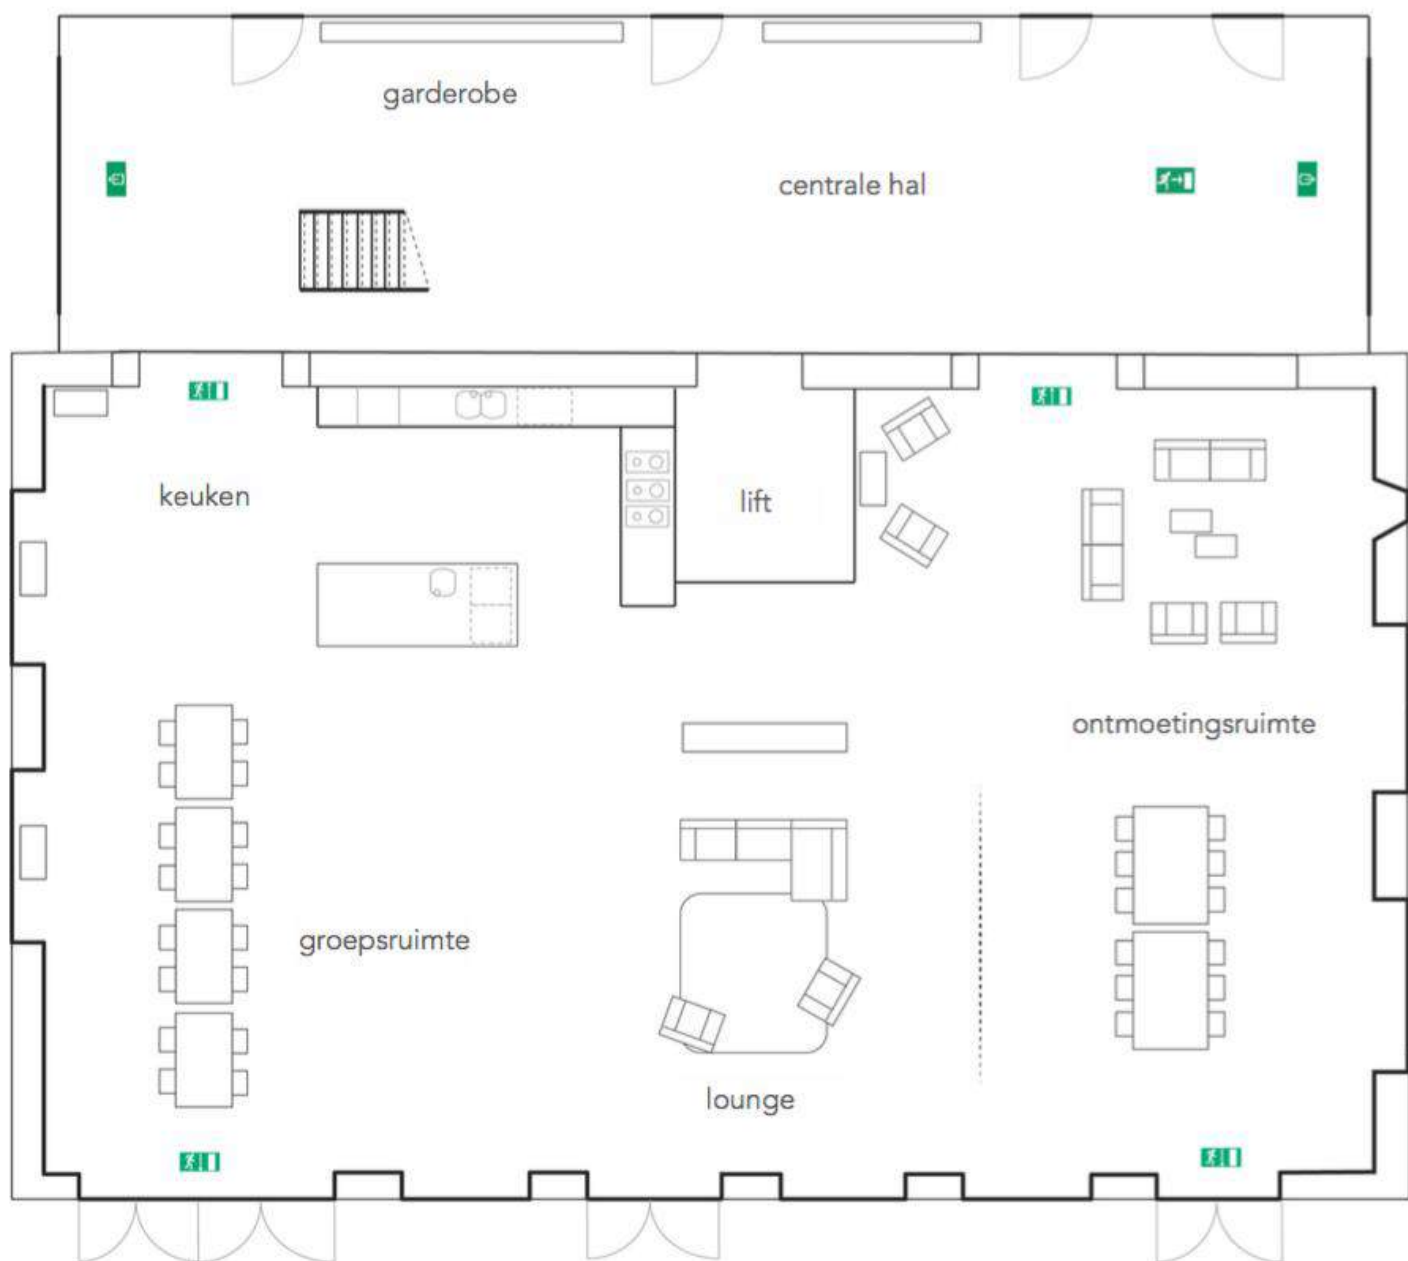 garderobe
centrale hal
keuken
lift
ontmoetingsruimte
groepsruimte
lounge